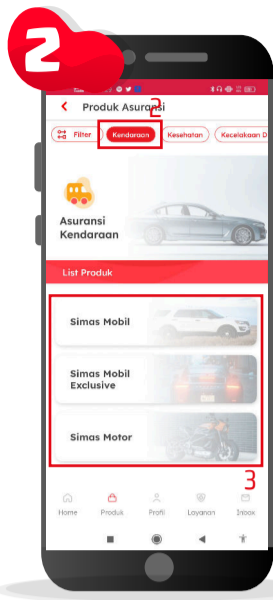 2
Produk Asuransi
2
Filter
Kendaraan
Kesehatan
Kecelakaan D
Asuransi
Kendaraan
List Produk
Simas Mobil
Simas Mobil
Exclusive
Simas Motor
3
Home
Produk
Profil
Layanan
Inbox